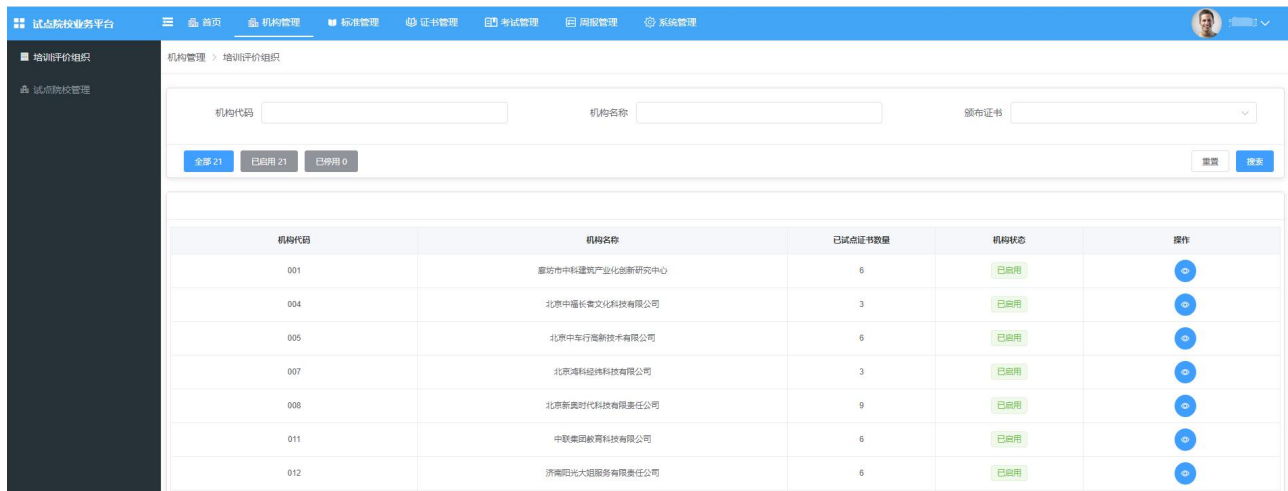 试点院校业务平台 首页 机构管理 标准管理 证书管理 考试管理 周报管理 系统管理
培训评价组织 机构管理 > 培训评价组织
试点院校管理
机构代码 机构名称 颁布证书
全部 21 已启用 21 已停用 0 重置 搜索
机构代码 机构名称 已试点证书数量 机构状态 操作
001 廊坊市中科建筑产业化创新研究中心 6 已启用
004 北京中福长者文化科技有限公司 3 已启用
005 北京中车行高新技术有限公司 6 已启用
007 北京鸿科经纬科技有限公司 3 已启用
008 北京新奥时代科技有限责任公司 9 已启用
011 中联集团教育科技有限公司 6 已启用
012 济南阳光大姐服务有限责任公司 6 已启用